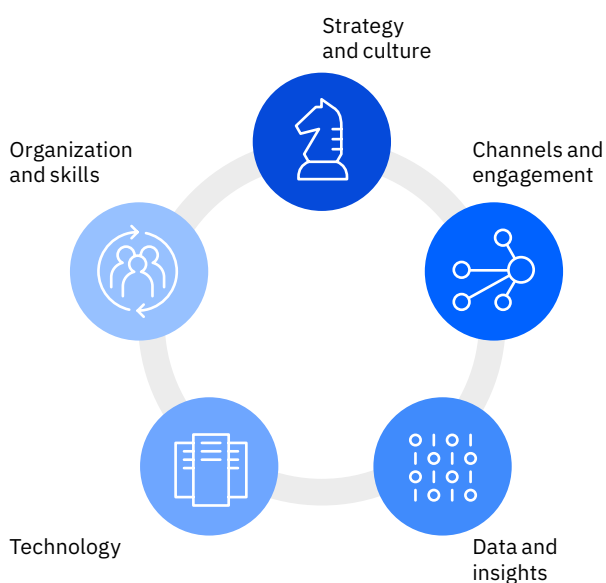 Strategy
and culture
Organization
and skills
Channels and
engagement
Technology
Data and
insights